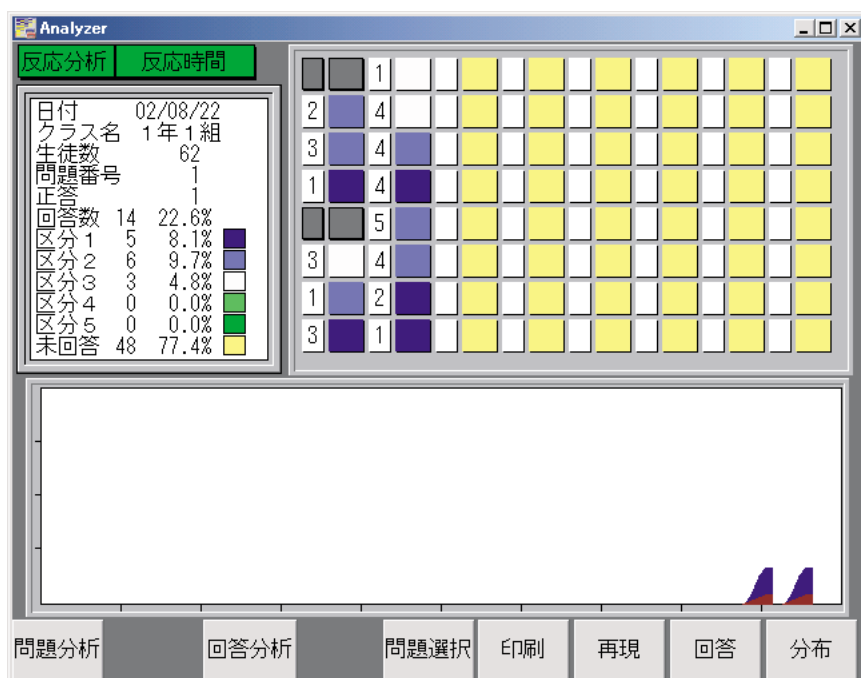 Analyzer
反応分析 反応時間
日付 02/08/22
クラス名 1年1組
生徒数 62
問題番号 1
正答 1
回答数 14 22.6%
区分1 5 8.1%
区分2 6 9.7%
区分3 3 4.8%
区分4 0 0.0%
区分5 0 0.0%
未回答 48 77.4%
1
2 4
3 4
1 4
5
3 4
1 2
3 1
問題分析 回答分析 問題選択 印刷 再現 回答 分布